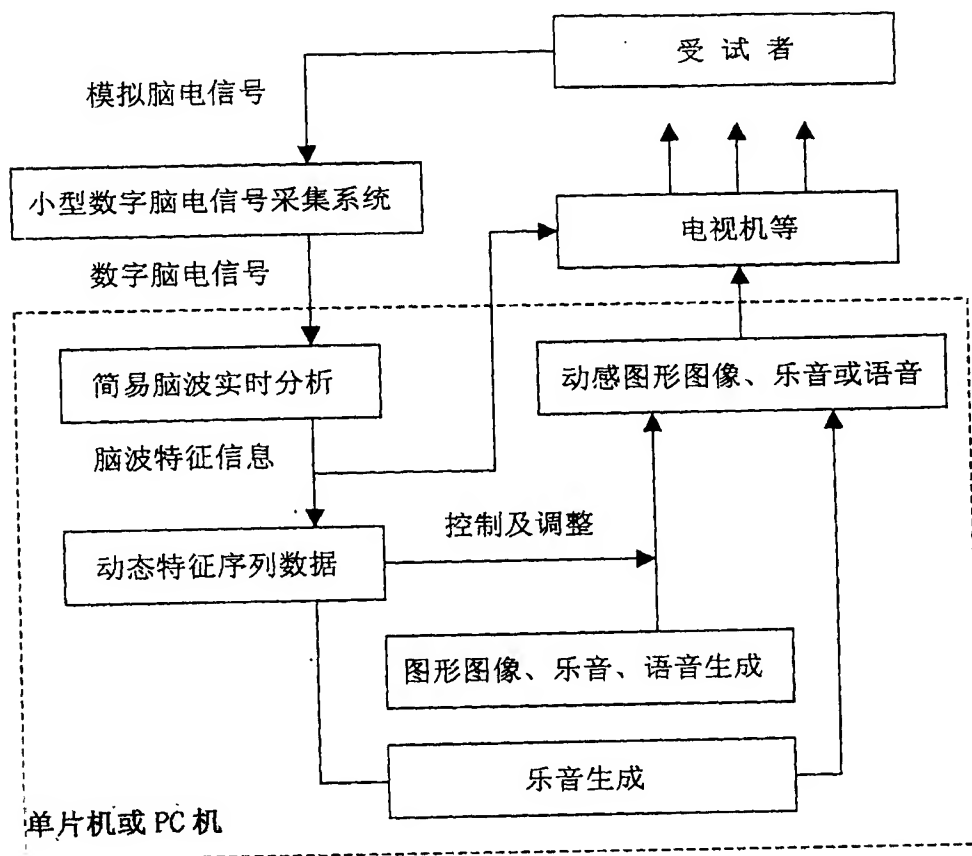 受试者
模拟脑电信号
小型数字脑电信号采集系统
电视机等
数字脑电信号
简易脑波实时分析
动感图形图像、乐音或语音
脑波特征信息
控制及调整
动态特征序列数据
图形图像、乐音、语音生成
乐音生成
单片机或 PC 机